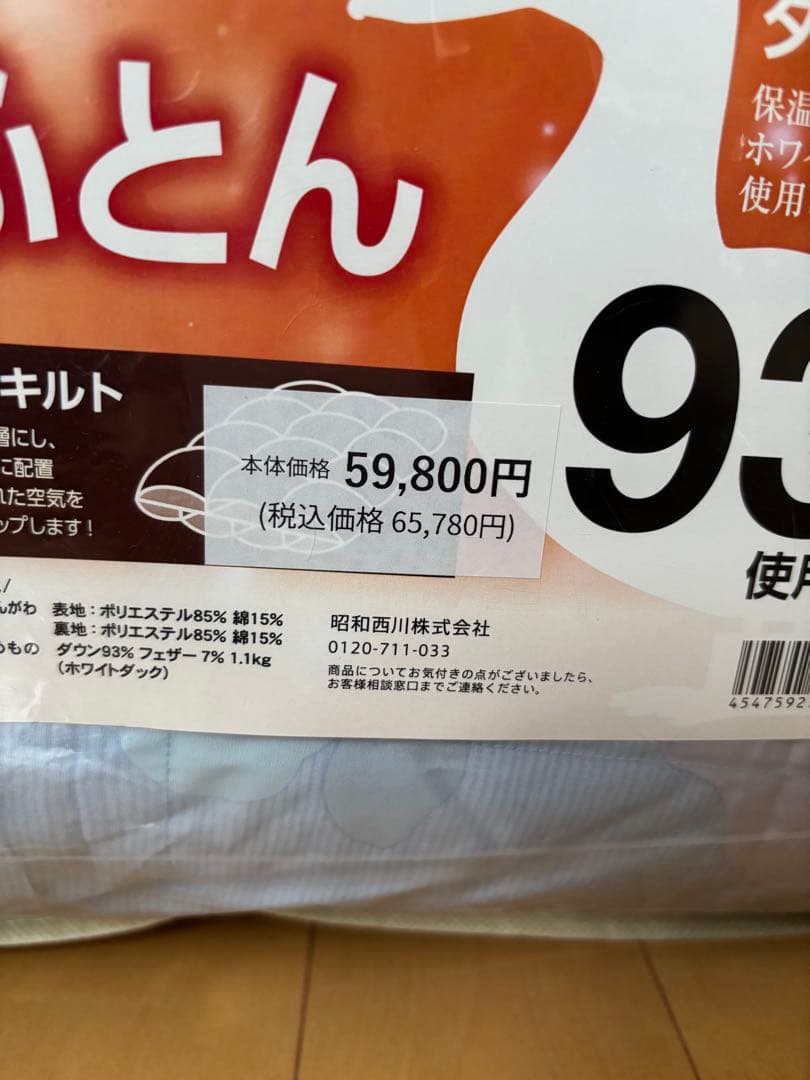 ふとん
保温
ホワイ
使用
93
使用
キルト
層にし、
に配置
れた空気を
ップします!
本体価格 59,800円
(税込価格 65,780円)
んがわ 表地:ポリエステル85% 綿15%
裏地:ポリエステル85% 綿15%
もの ダウン93% フェザー7% 1.1kg
(ホワイトダック)
昭和西川株式会社
0120-711-033
商品についてお気付きの点がございましたら、
お客様相談窓口までご連絡ください。
4547592